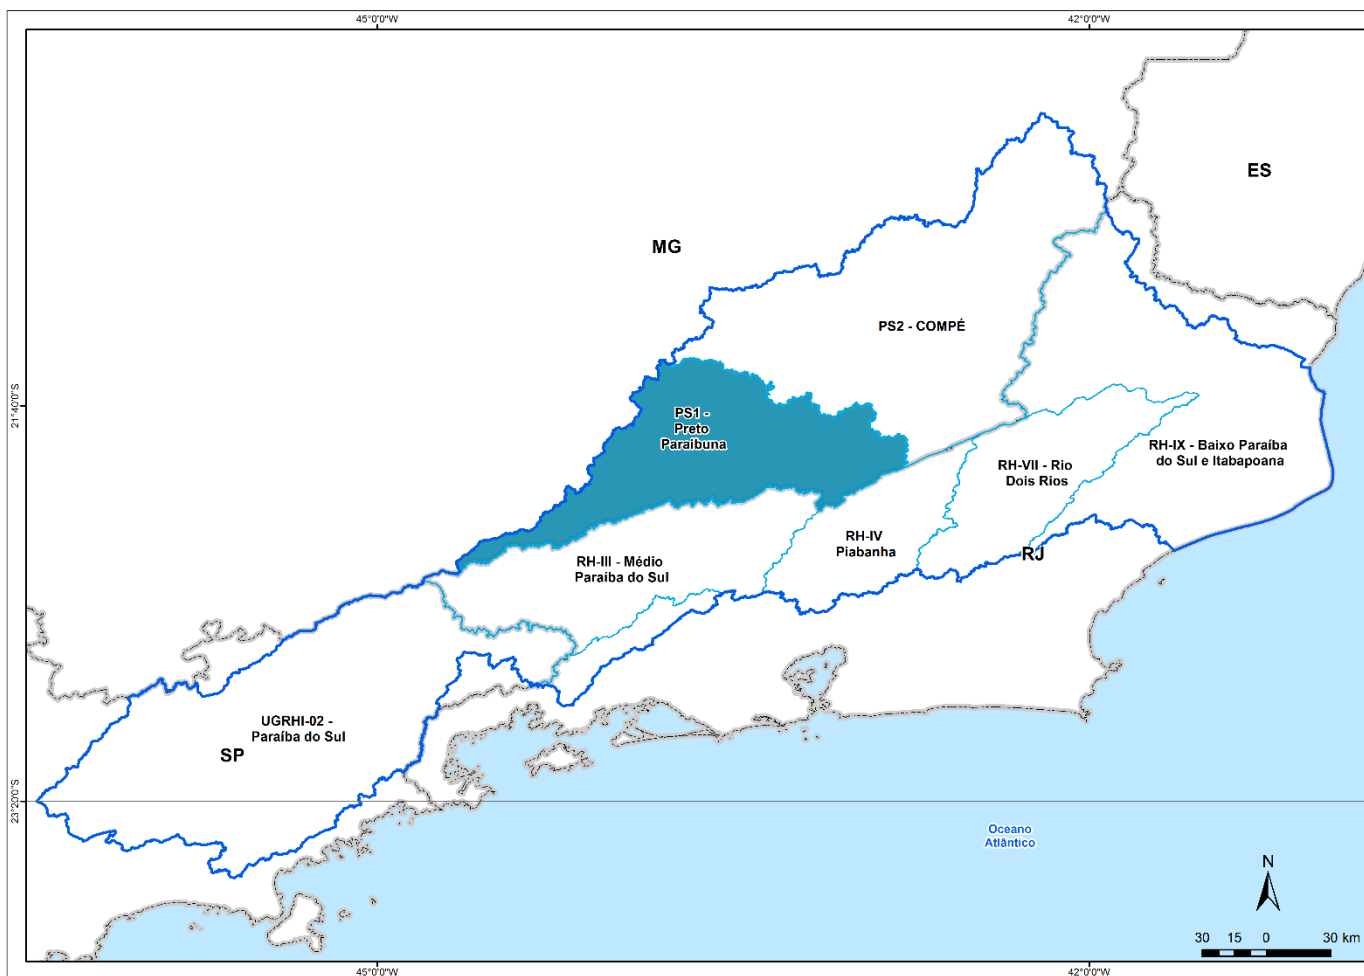 45°0'0"W
42°0'0"W
ES
MG
PS2 - COMPÉ
21°40'0"S
PS1 -
Preto
Paraibuna
RH-IX - Baixo Paraíba
do Sul e Itabapoana
RH-VII - Rio
Dois Rios
RH-IV
Piabanha
RJ
RH-III - Médio
Paraíba do Sul
UGRHI-02 -
Paraíba do Sul
SP
23°20'0"S
Oceano
Atlântico
N
30 15 0 30 km
45°0'0"W
42°0'0"W